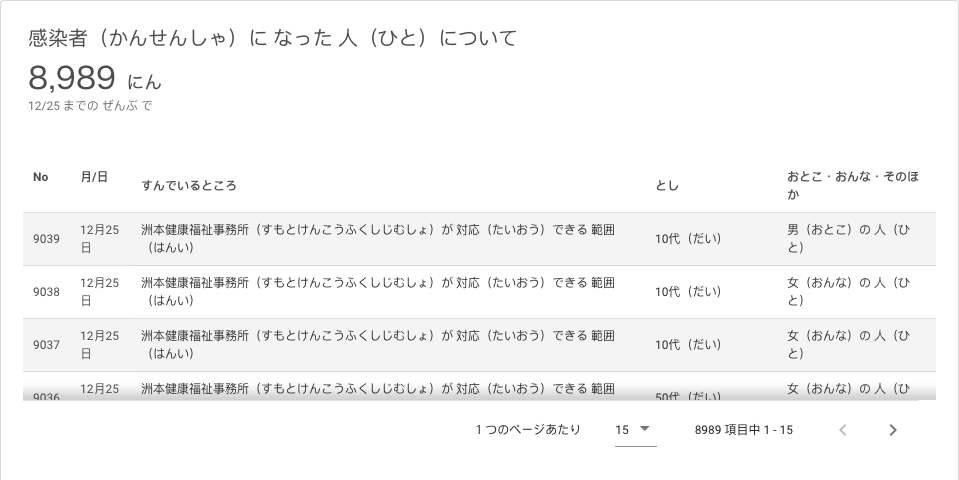 感染者（かんせんしゃ）に なった 人（ひと）について
8,989 にん
12/25 までの ぜんぶ で
No 月/日 すんでいるところ とし おとこ・おんな・そのほ
か
9039 12月25 洲本健康福祉事務所（すもとけんこうふくしじむしょ）が 対応（たいおう）できる 範囲 10代（だい） 男（おとこ）の 人（ひ
日 （はんい） と）
9038 12月25 洲本健康福祉事務所（すもとけんこうふくしじむしょ）が 対応（たいおう）できる 範囲 10代（だい） 女（おんな）の 人（ひ
日 （はんい） と）
9037 12月25 洲本健康福祉事務所（すもとけんこうふくしじむしょ）が 対応（たいおう）できる 範囲 10代（だい） 女（おんな）の 人（ひ
日 （はんい） と）
9036 12月25 洲本健康福祉事務所（すもとけんこうふくしじむしょ）が 対応（たいおう）できる 範囲 50代（だい） 女（おんな）の 人（ひ
1 つのページあたり 15 8989 項目中 1 - 15